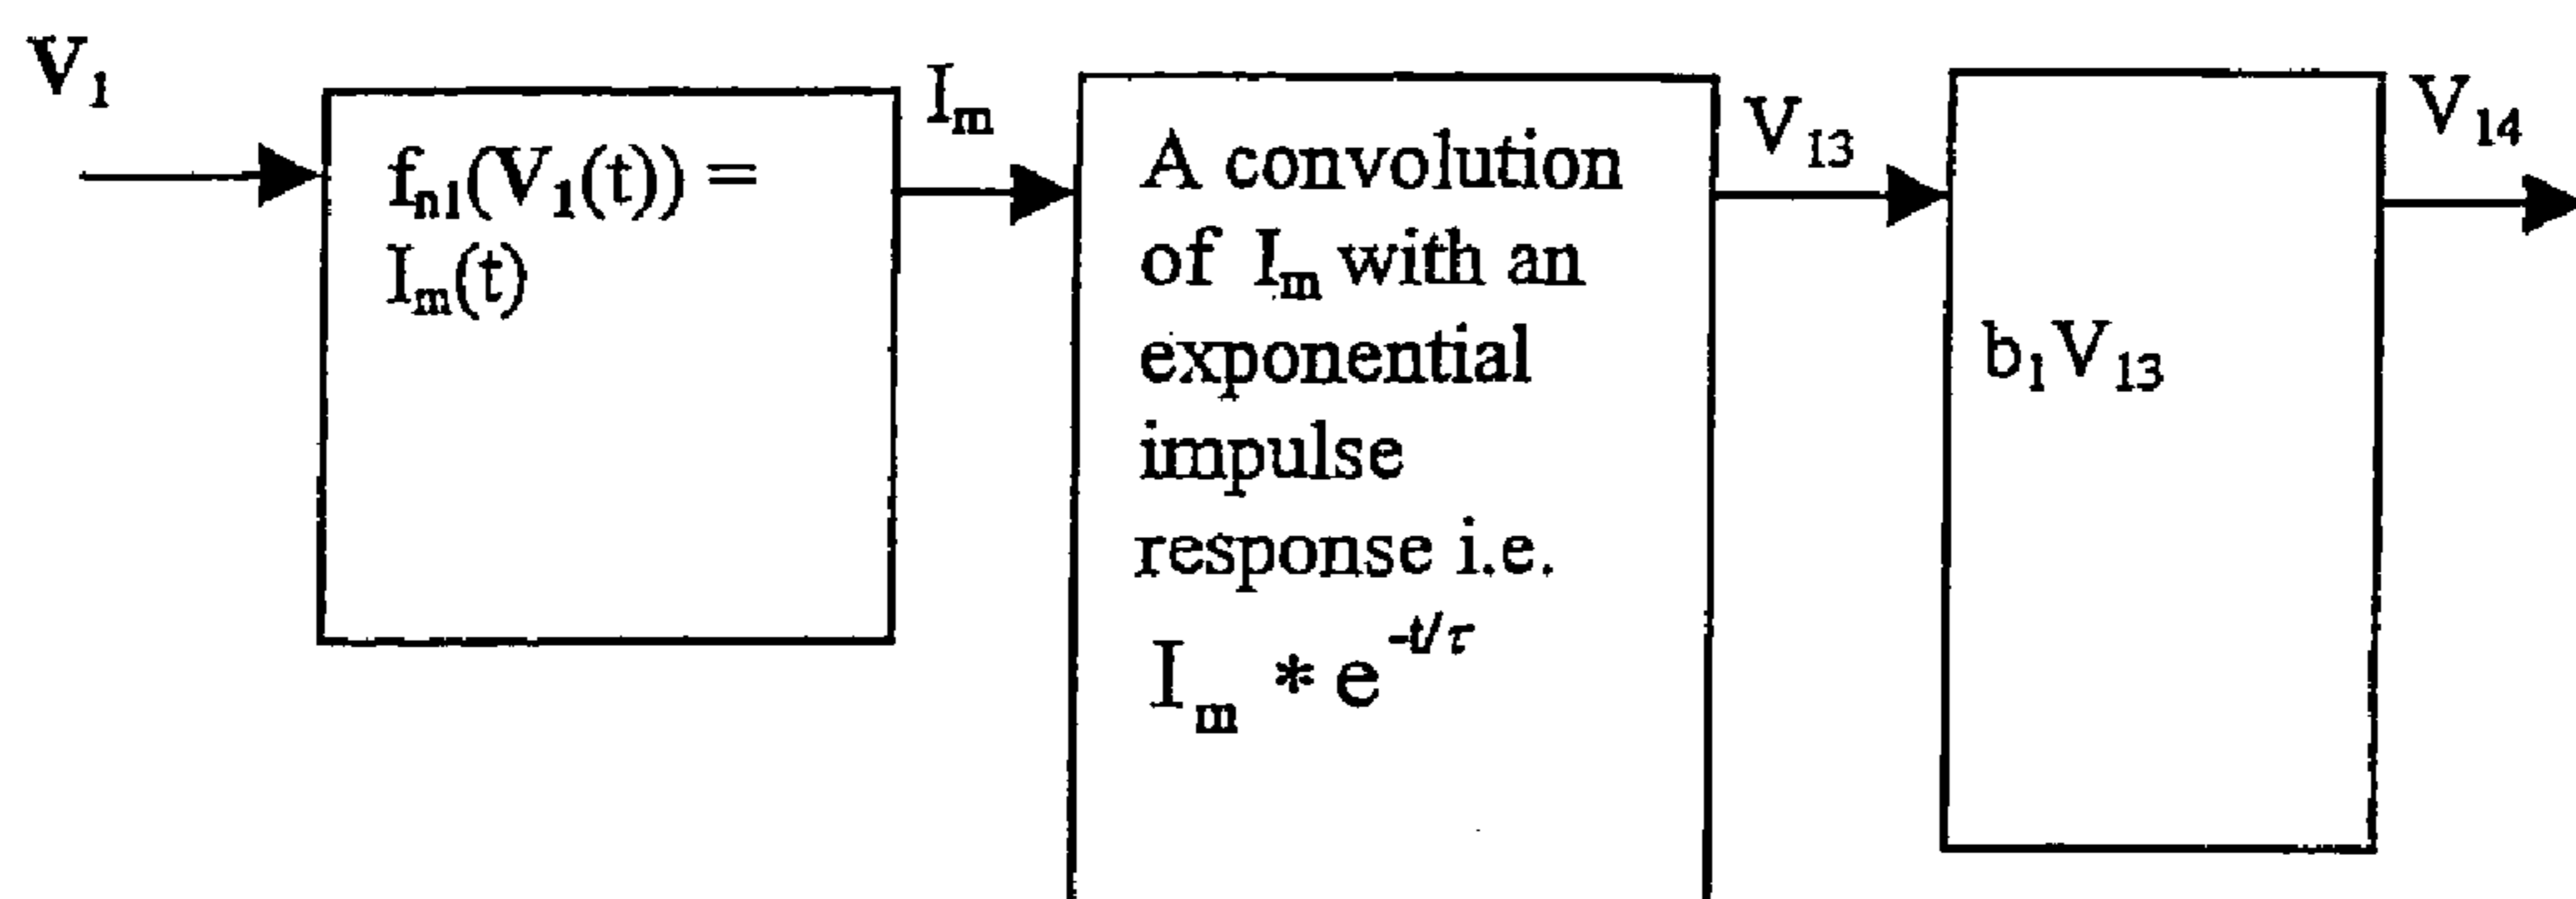 V₁
fₙ₁(V₁(t)) =
Iₘ(t)
Iₘ
A convolution
of Iₘ with an
exponential
impulse
response i.e.
Iₘ * e^{-t/τ}
V₁₃
b₁V₁₃
V₁₄